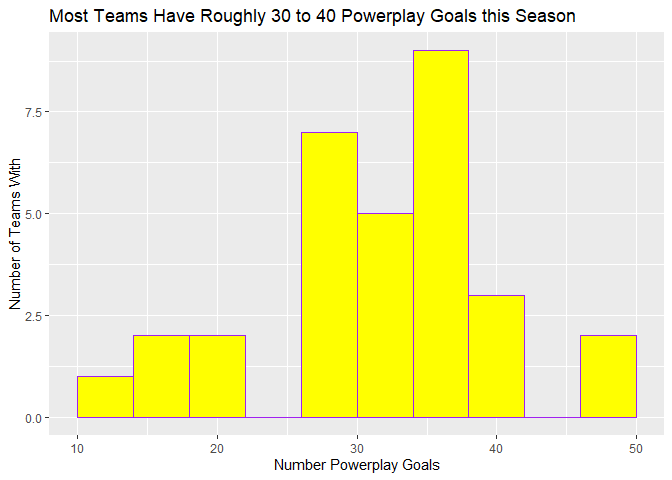 Most Teams Have Roughly 30 to 40 Powerplay Goals this Season
Number of Teams With
7.5
5.0
2.5
0.0
10 20 30 40 50
Number Powerplay Goals